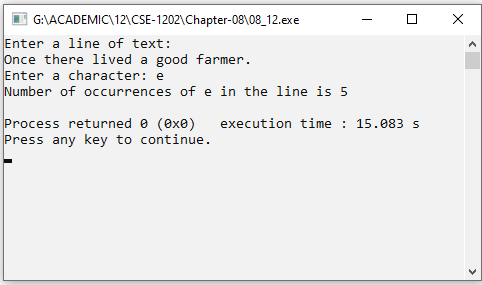 G:\ACADEMIC\12\CSE-1202\Chapter-08\08_12.exe
Enter a line of text:
Once there lived a good farmer.
Enter a character: e
Number of occurrences of e in the line is 5
Process returned 0 (0x0)   execution time : 15.083 s
Press any key to continue.